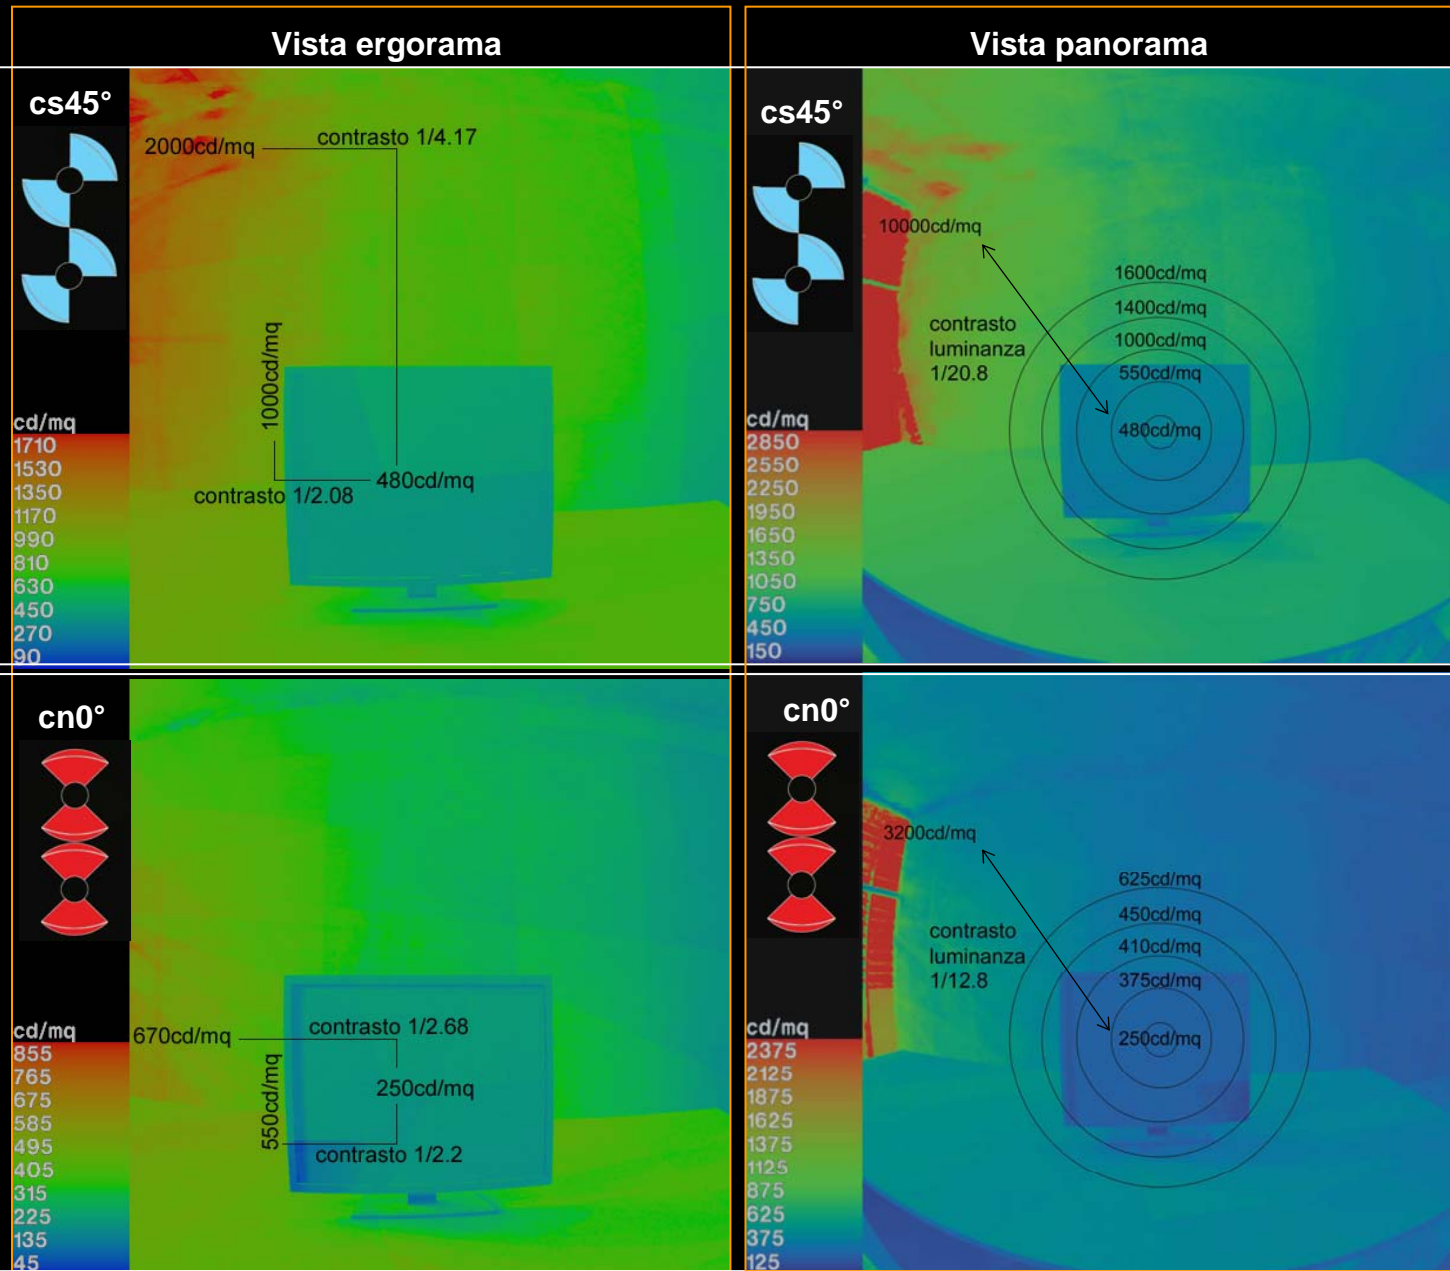 Vista ergorama
Vista panorama
cs45°
2000cd/mq
contrasto 1/4.17
1000cd/mq
480cd/mq
contrasto 1/2.08
cd/mq
1710
1530
1350
1170
990
810
630
450
270
90
cs45°
10000cd/mq
1600cd/mq
1400cd/mq
1000cd/mq
550cd/mq
480cd/mq
contrasto
luminanza
1/20.8
cd/mq
2850
2550
2250
1950
1650
1350
1050
750
450
150
cn0°
670cd/mq
contrasto 1/2.68
250cd/mq
550cd/mq
contrasto 1/2.2
cd/mq
855
765
675
585
495
405
315
225
135
45
cn0°
3200cd/mq
625cd/mq
450cd/mq
410cd/mq
375cd/mq
250cd/mq
contrasto
luminanza
1/12.8
cd/mq
2375
2125
1875
1625
1375
1125
875
625
375
125